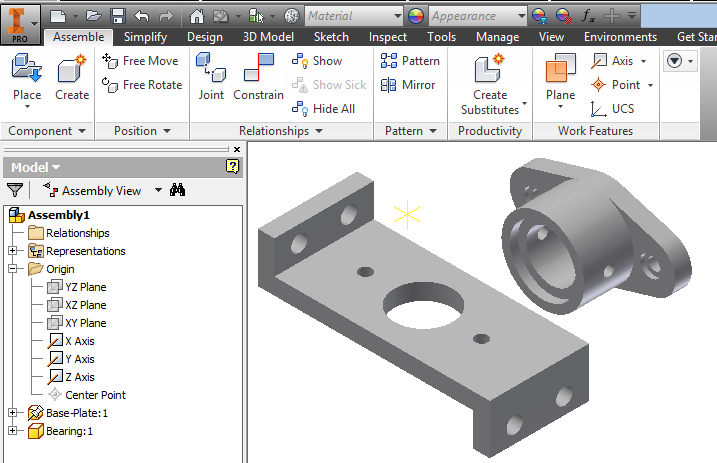 Material
Appearance
PRO
Assemble Simplify Design 3D Model Sketch Inspect Tools Manage View Environments Get Star
Place
Create
Free Move
Free Rotate
Joint
Constrain
Show
Show Sick
Hide All
Pattern
Mirror
Create
Substitutes
Plane
Axis
Point
UCS
Component Position Relationships Pattern Productivity Work Features
Model
Assembly View
Assembly1
Relationships
Representations
Origin
YZ Plane
XZ Plane
XY Plane
X Axis
Y Axis
Z Axis
Center Point
Base-Plate:1
Bearing:1